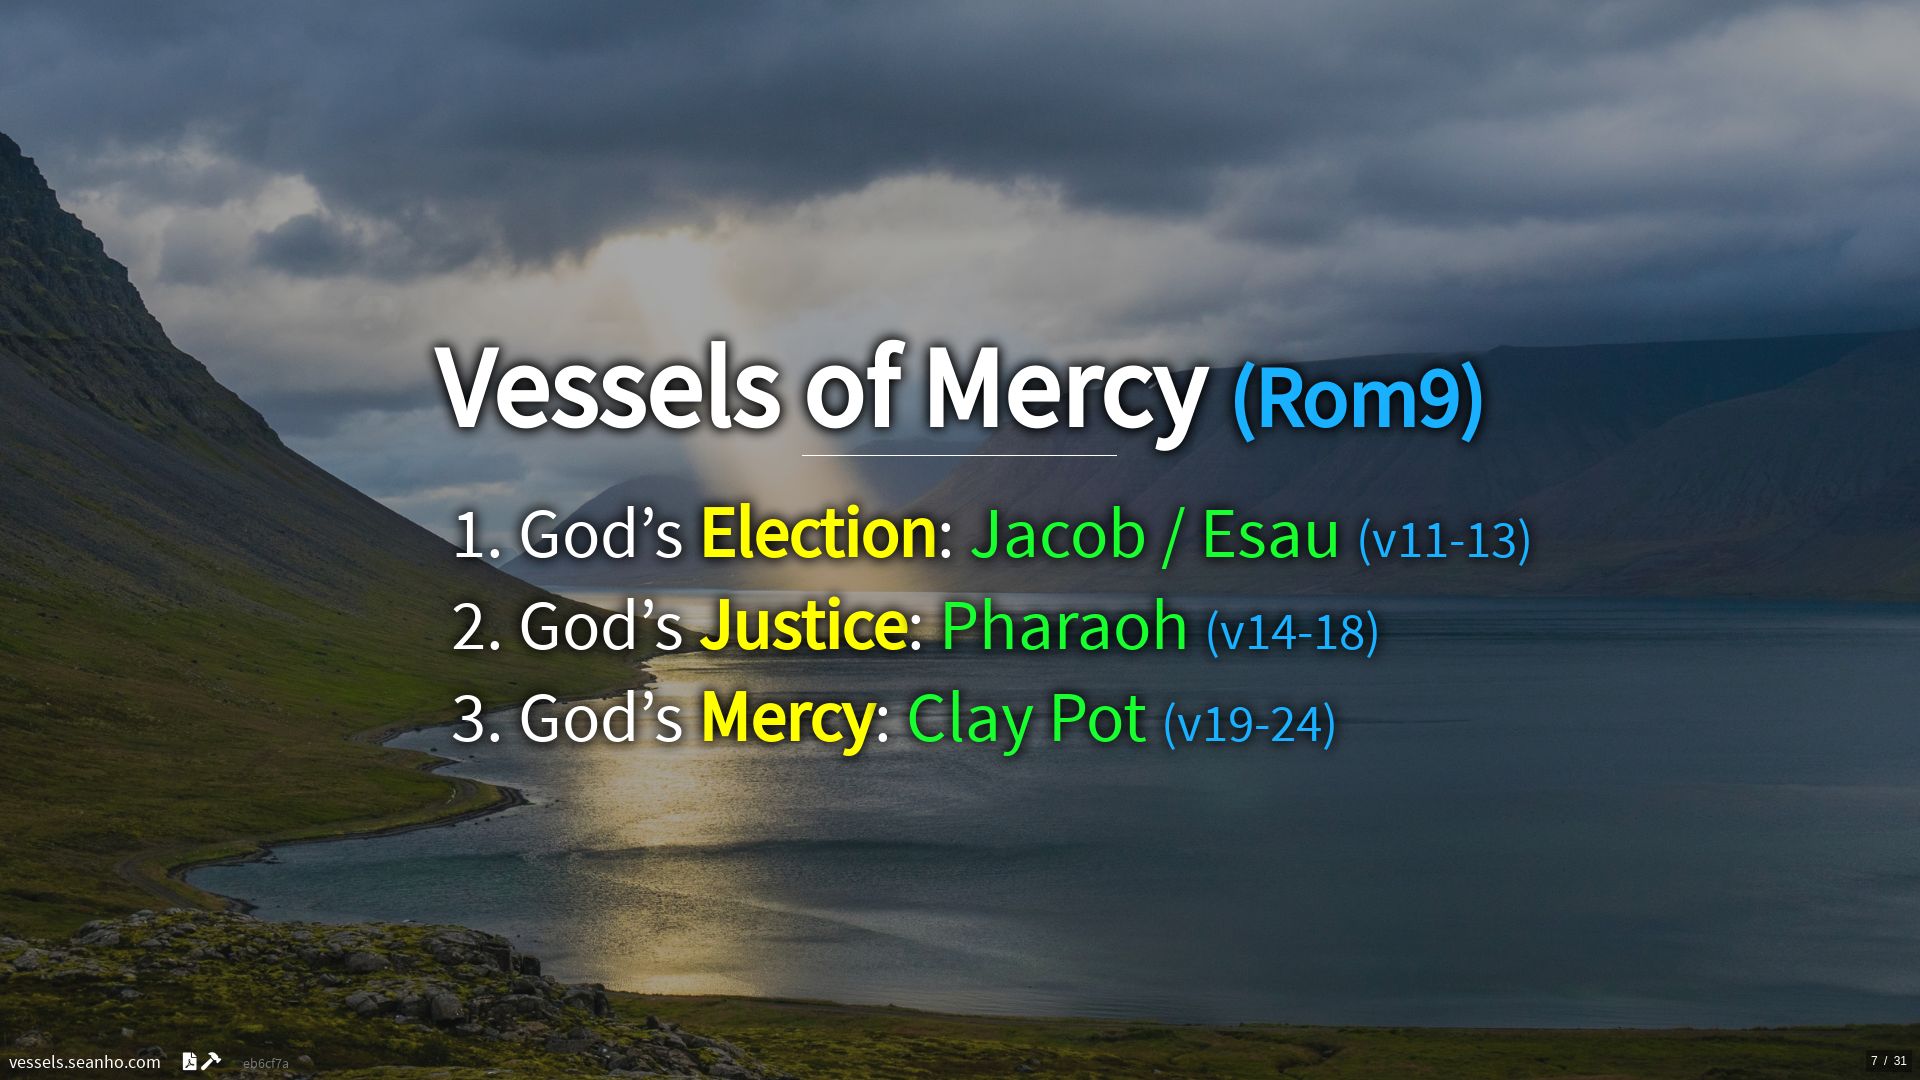 Vessels of Mercy (Rom9)
1. God’s Election: Jacob / Esau (v11-13)
2. God’s Justice: Pharaoh (v14-18)
3. God’s Mercy: Clay Pot (v19-24)
vessels.seanho.com eb6cf7a 7 / 31